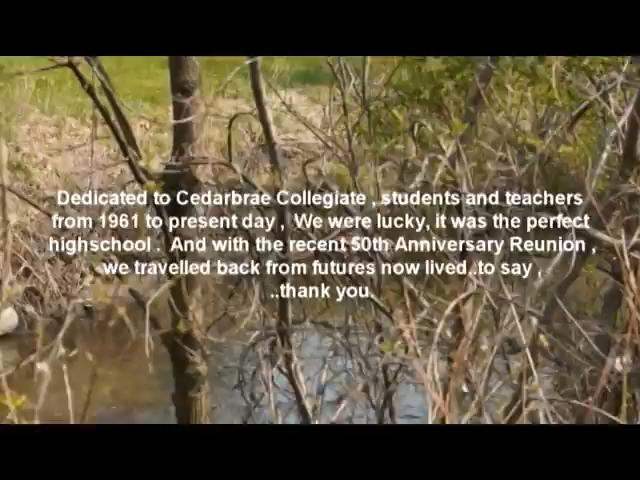 Dedicated to Cedarbrae Collegiate , students and teachers
from 1961 to present day ,  We were lucky, it was the perfect
highschool .  And with the recent 50th Anniversary Reunion ,
we travelled back from futures now lived..to say ,
..thank you.